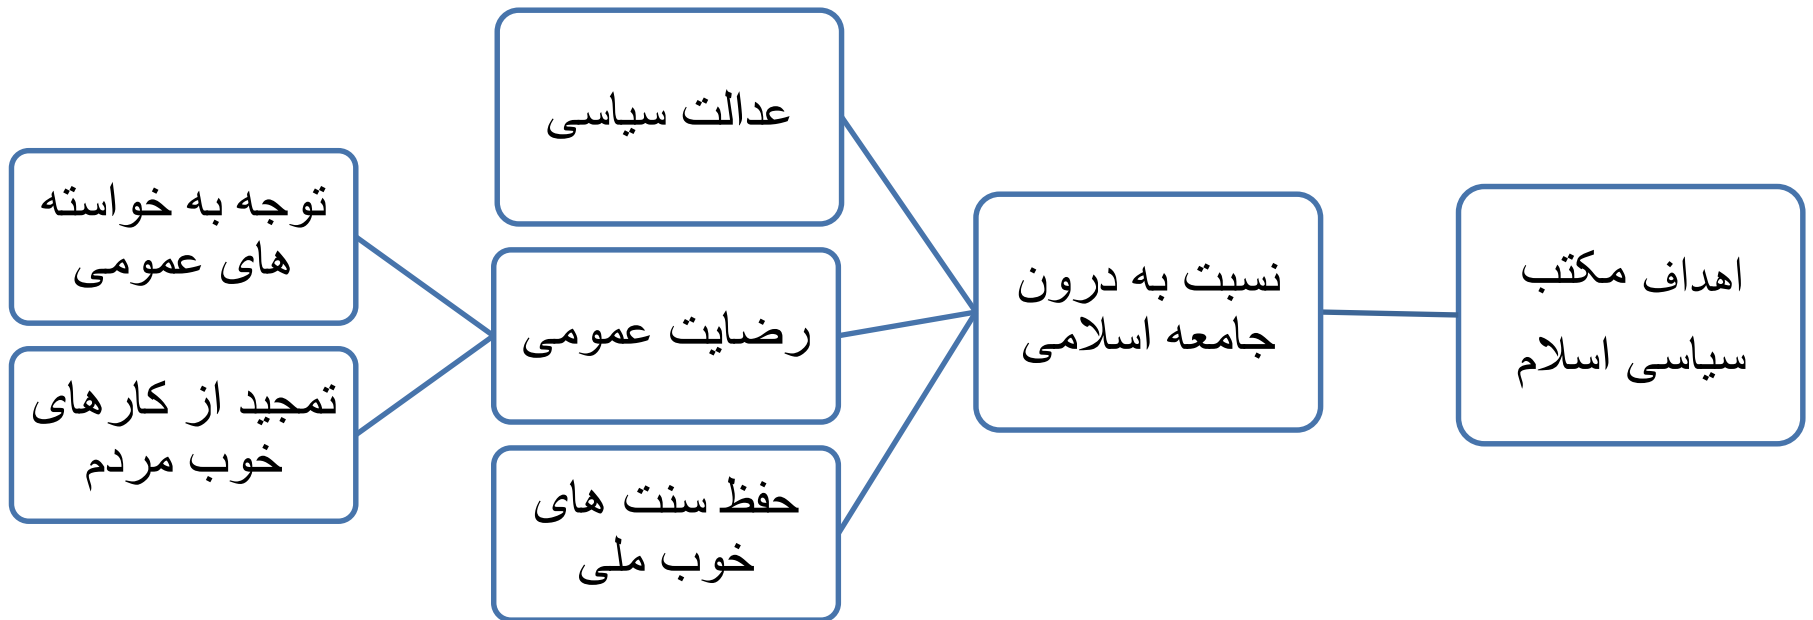 اهداف مکتب
سیاسی اسلام
نسبت به درون
جامعه اسلامی
عدالت سیاسی
رضایت عمومی
حفظ سنت های
خوب ملی
توجه به خواسته
های عمومی
تمجید از کارهای
خوب مردم